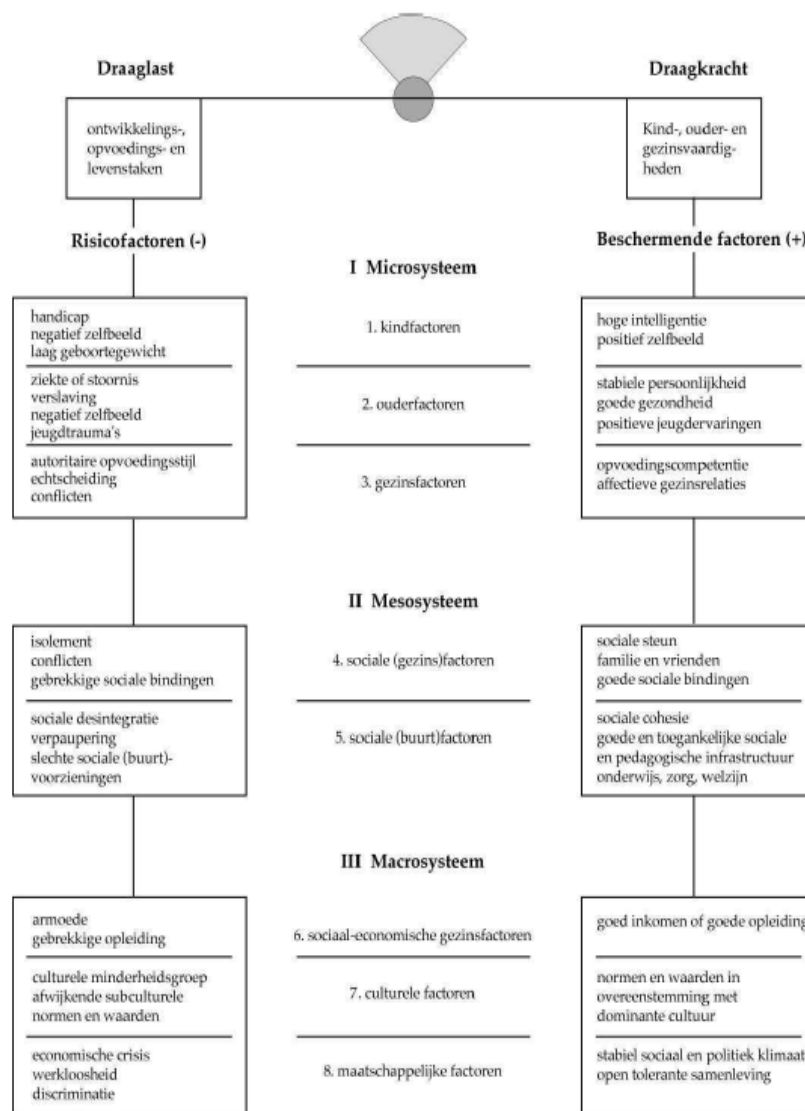 Draaglast
Draagkracht
ontwikkelings-,
opvoedings- en
levenstaken
Kind-, ouder- en
gezinsvaardig-
heden
Risicofactoren (-)
Beschermende factoren (+)
I Microsysteem
handicap
negatief zelfbeeld
laag geboortegewicht
1. kindfactoren
hoge intelligentie
positief zelfbeeld
ziekte of stoornis
verslaving
negatief zelfbeeld
jeugdtrauma's
2. ouderfactoren
stabiele persoonlijkheid
goede gezondheid
positieve jeugdervaringen
autoritaire opvoedingsstijl
echtscheiding
conflicten
3. gezinsfactoren
opvoedingscompetentie
affectieve gezinsrelaties
II Mesosysteem
isolement
conflicten
gebrekkige sociale bindingen
4. sociale (gezins)factoren
sociale steun
familie en vrienden
goede sociale bindingen
sociale desintegratie
verpaupering
slechte sociale (buurt)-
voorzieningen
5. sociale (buurt)factoren
sociale cohesie
goede en toegankelijke sociale
en pedagogische infrastructuur
onderwijs, zorg, welzijn
III Macrosysteem
armoede
gebrekkige opleiding
6. sociaal-economische gezinsfactoren
goed inkomen of goede opleiding
culturele minderheidsgroep
afwijkende subculturele
normen en waarden
7. culturele factoren
normen en waarden in
overeenstemming met
dominante cultuur
economische crisis
werkloosheid
discriminatie
8. maatschappelijke factoren
stabiel sociaal en politiek klimaat
open tolerante samenleving